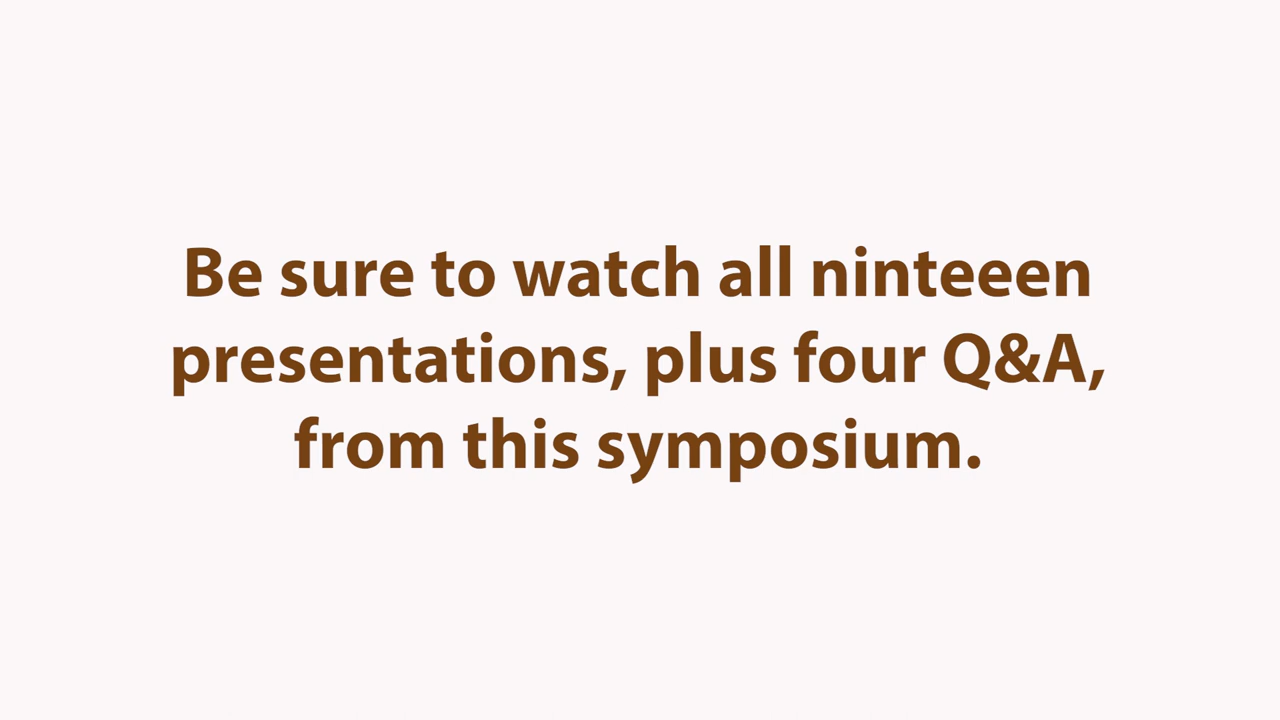 Be sure to watch all ninteeen
presentations, plus four Q&A,
from this symposium.